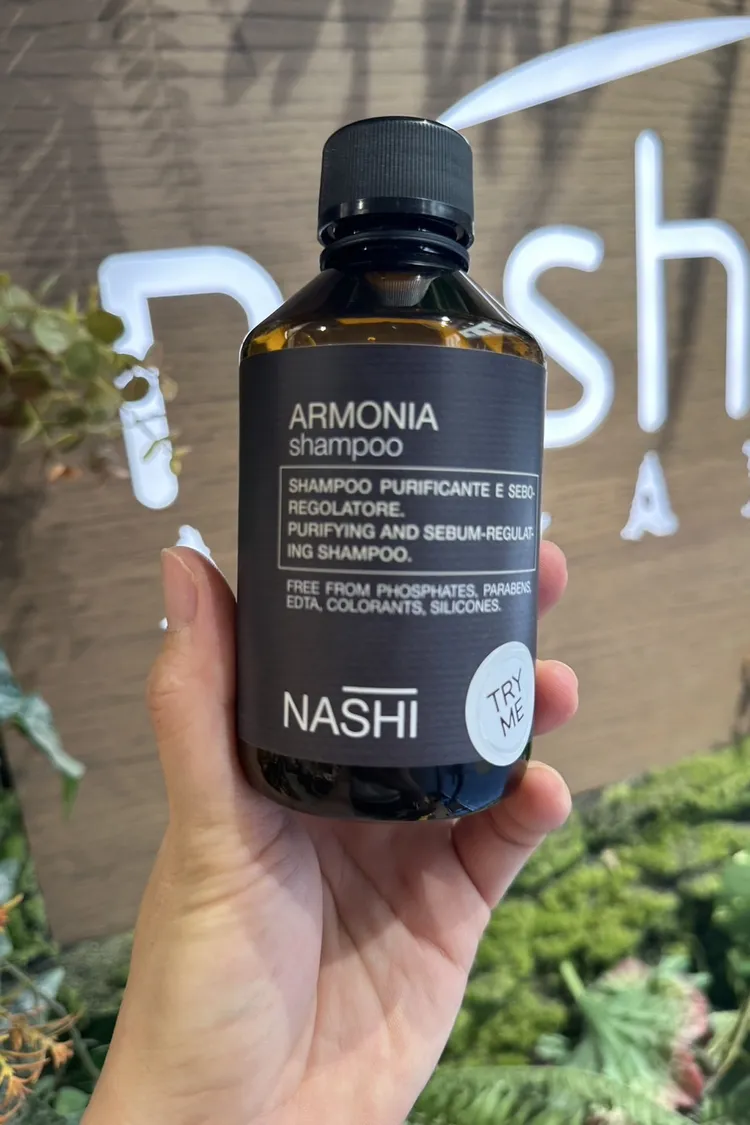 ARMONIA
shampoo
SHAMPOO PURIFICANTE E SEBO-
REGOLATORE.
PURIFYING AND SEBUM-REGULAT-
ING SHAMPOO.
FREE FROM PHOSPHATES, PARABENS,
EDTA, COLORANTS, SILICONES.
NASHI
TRY
ME